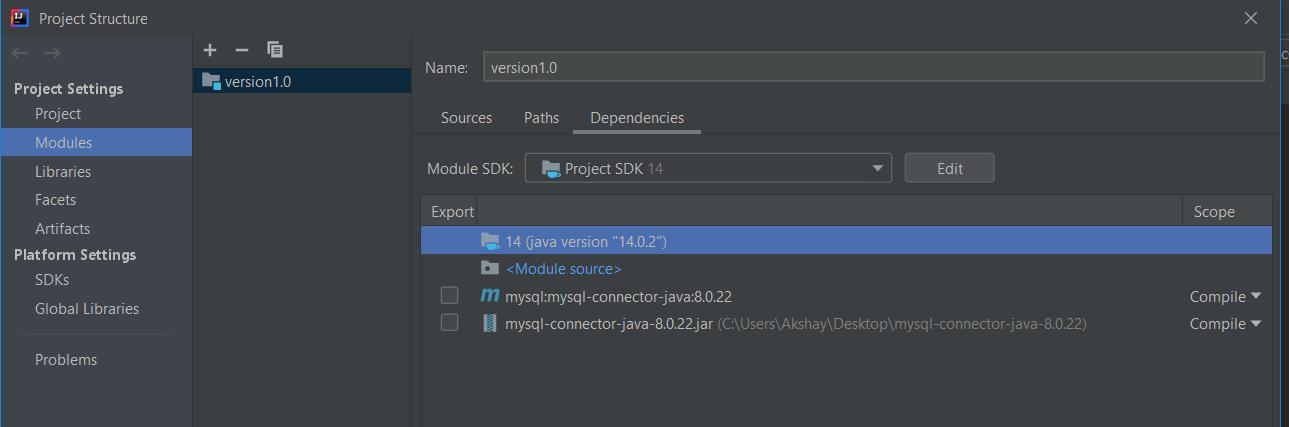 Project Structure
Project Settings
Project
Modules
Libraries
Facets
Artifacts
Platform Settings
SDKs
Global Libraries
Problems
version1.0
Name: version1.0
Sources Paths Dependencies
Module SDK: Project SDK 14 Edit
Export Scope
14 (java version "14.0.2")
<Module source>
mysql:mysql-connector-java:8.0.22 Compile
mysql-connector-java-8.0.22.jar (C:\Users\Akshay\Desktop\mysql-connector-java-8.0.22) Compile